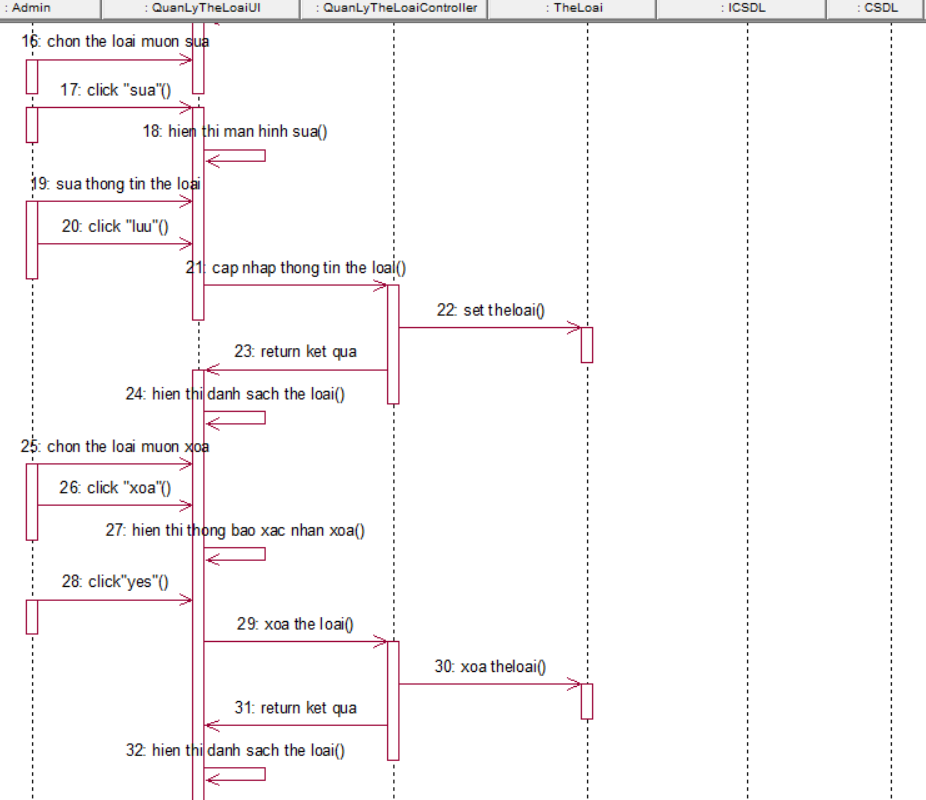 : Admin
: QuanLyTheLoaiUI
: QuanLyTheLoaiController
: TheLoai
: ICSDL
: CSDL
16: chon the loai muon sua
17: click "sua"()
18: hien thi man hinh sua()
19: sua thong tin the loai
20: click "luu"()
21: cap nhap thong tin the loai()
22: set theloai()
23: return ket qua
24: hien thi danh sach the loai()
25: chon the loai muon xoa
26: click "xoa"()
27: hien thi thong bao xac nhan xoa()
28: click"yes"()
29: xoa the loai()
30: xoa theloai()
31: return ket qua
32: hien thi danh sach the loai()